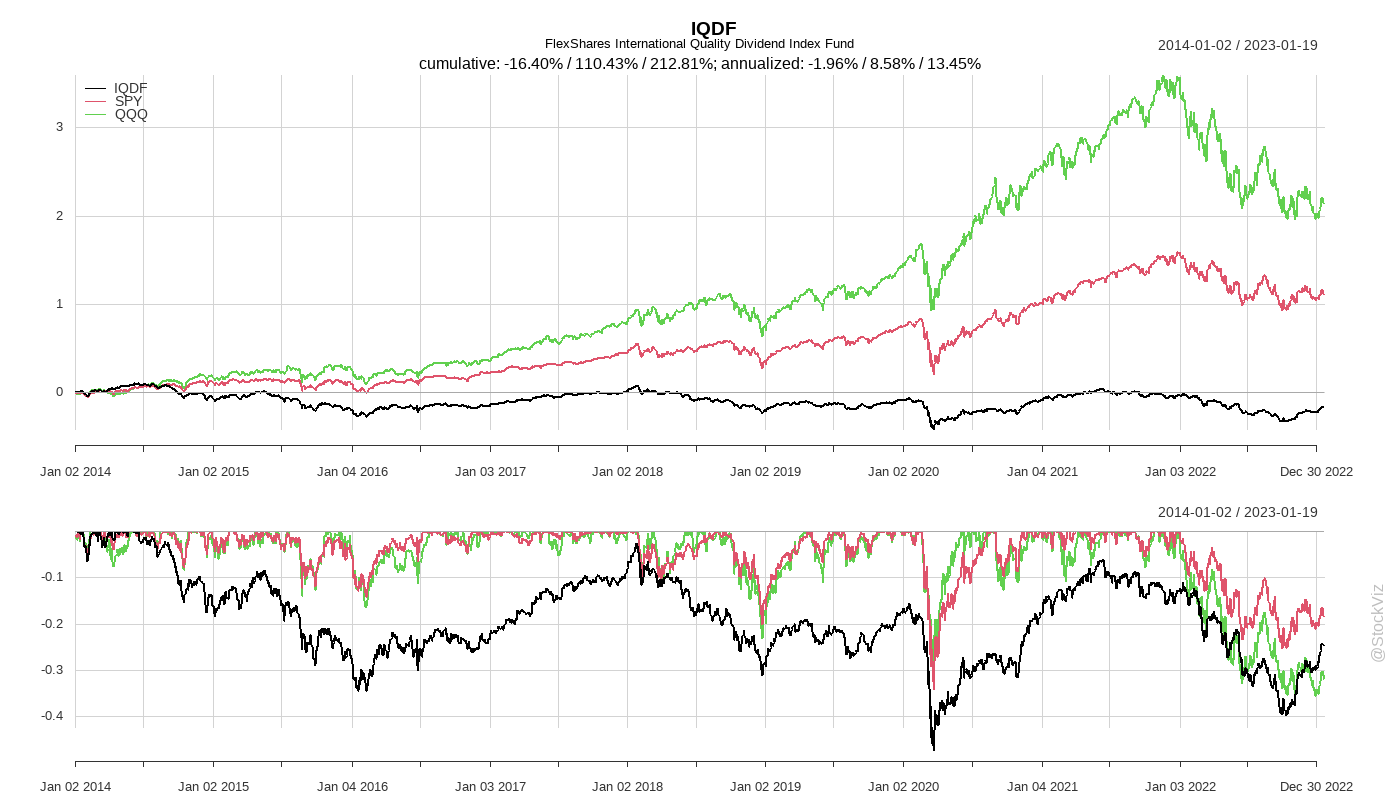 IQDF
FlexShares International Quality Dividend Index Fund
2014-01-02 / 2023-01-19
cumulative: -16.40% / 110.43% / 212.81%; annualized: -1.96% / 8.58% / 13.45%
IQDF
SPY
QQQ
3
2
1
0
Jan 02 2014 Jan 02 2015 Jan 04 2016 Jan 03 2017 Jan 02 2018 Jan 02 2019 Jan 02 2020 Jan 04 2021 Jan 03 2022 Dec 30 2022
2014-01-02 / 2023-01-19
-0.1
-0.2
-0.3
-0.4
Jan 02 2014 Jan 02 2015 Jan 04 2016 Jan 03 2017 Jan 02 2018 Jan 02 2019 Jan 02 2020 Jan 04 2021 Jan 03 2022 Dec 30 2022
@StockViz